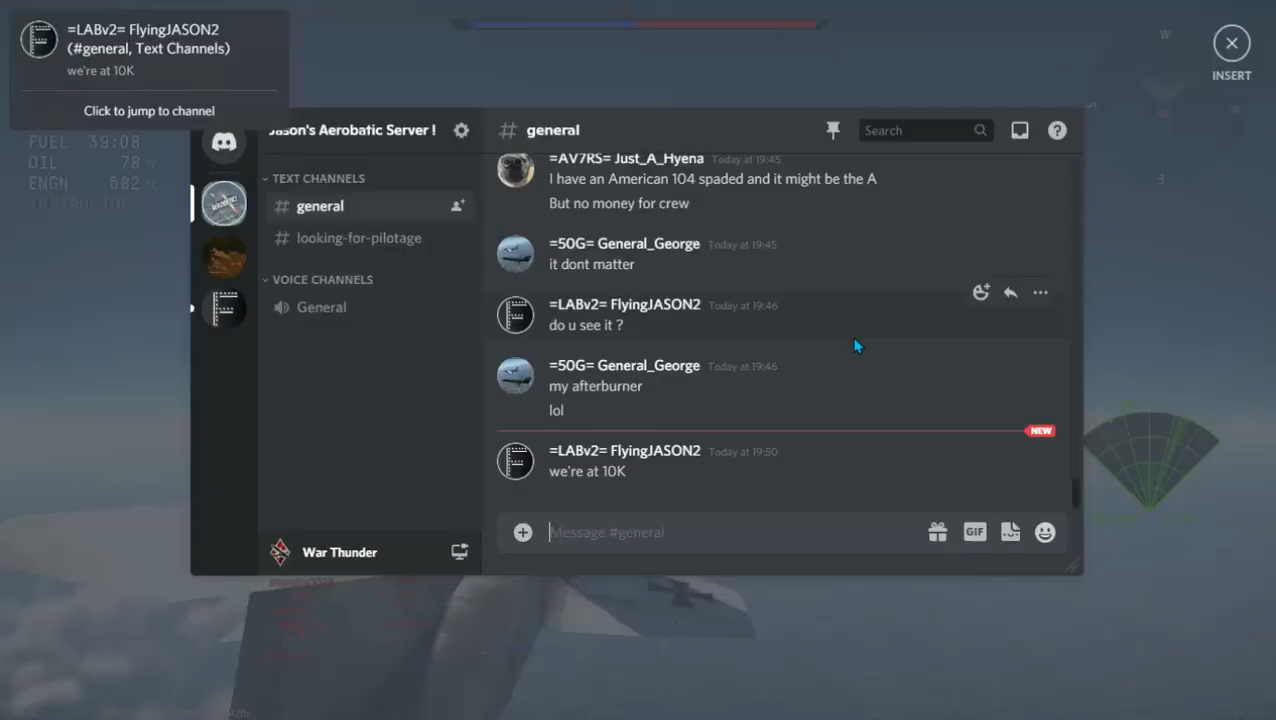 =LABv2= FlyingJASON2
(#general, Text Channels)
we're at 10K
Click to jump to channel
INSERT
W
3
FUEL 39:08
OIL 78
ENGN 582
Jason's Aerobatic Server !
# general
Search
TEXT CHANNELS
# general
# looking-for-pilotage
VOICE CHANNELS
General
=AV7RS= Just_A_Hyena Today at 19:45
I have an American 104 spaded and it might be the A
But no money for crew
=50G= General_George Today at 19:45
it dont matter
=LABv2= FlyingJASON2 Today at 19:46
do u see it ?
=50G= General_George Today at 19:46
my afterburner
lol
NEW
=LABv2= FlyingJASON2 Today at 19:50
we're at 10K
Message #general
GIF
War Thunder